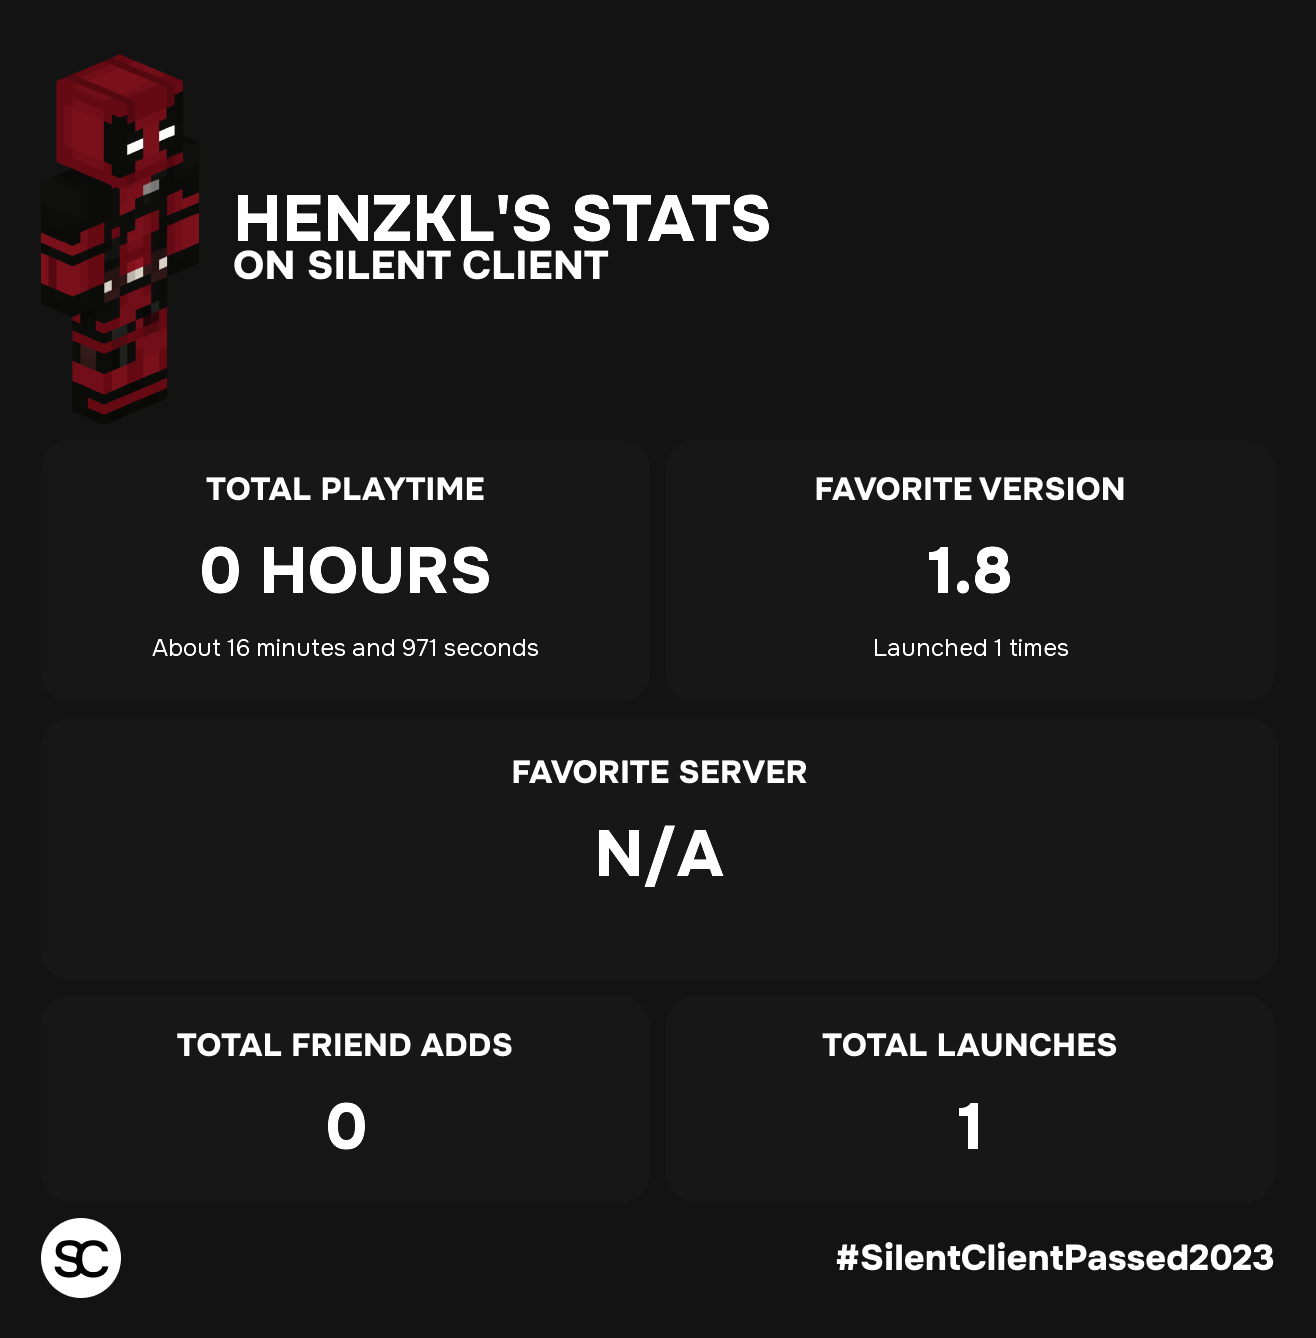 HENZKL'S STATS
ON SILENT CLIENT
TOTAL PLAYTIME
0 HOURS
About 16 minutes and 971 seconds
FAVORITE VERSION
1.8
Launched 1 times
FAVORITE SERVER
N/A
TOTAL FRIEND ADDS
0
TOTAL LAUNCHES
1
SC
#SilentClientPassed2023